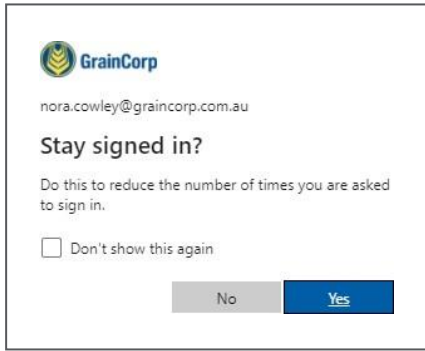 GrainCorp
nora.cowley@graincorp.com.au
Stay signed in?
Do this to reduce the number of times you are asked
to sign in.
Don't show this again
No
Yes